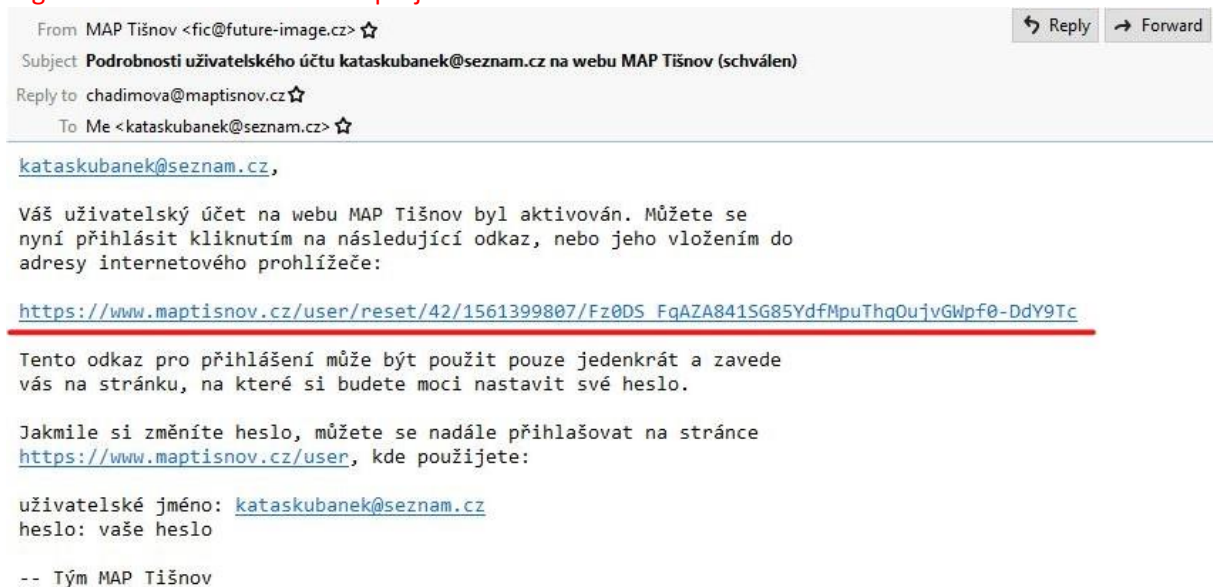 From MAP Tišnov <fic@future-image.cz>
Reply Forward
Subject Podrobnosti uživatelského účtu kataskubanek@seznam.cz na webu MAP Tišnov (schválen)
Reply to chadimova@maptisnov.cz
To Me <kataskubanek@seznam.cz>
kataskubanek@seznam.cz,
Váš uživatelský účet na webu MAP Tišnov byl aktivován. Můžete se
nyní přihlásit kliknutím na následující odkaz, nebo jeho vložením do
adresy internetového prohlížeče:
https://www.maptisnov.cz/user/reset/42/1561399807/Fz0DS_FqAZA841SG85YdfMpuThqOujvGWpf0-DdY9Tc
Tento odkaz pro přihlášení může být použit pouze jedenkrát a zavede
vás na stránku, na které si budete moci nastavit své heslo.
Jakmile si změníte heslo, můžete se nadále přihlašovat na stránce
https://www.maptisnov.cz/user, kde použijete:
uživatelské jméno: kataskubanek@seznam.cz
heslo: vaše heslo
-- Tým MAP Tišnov